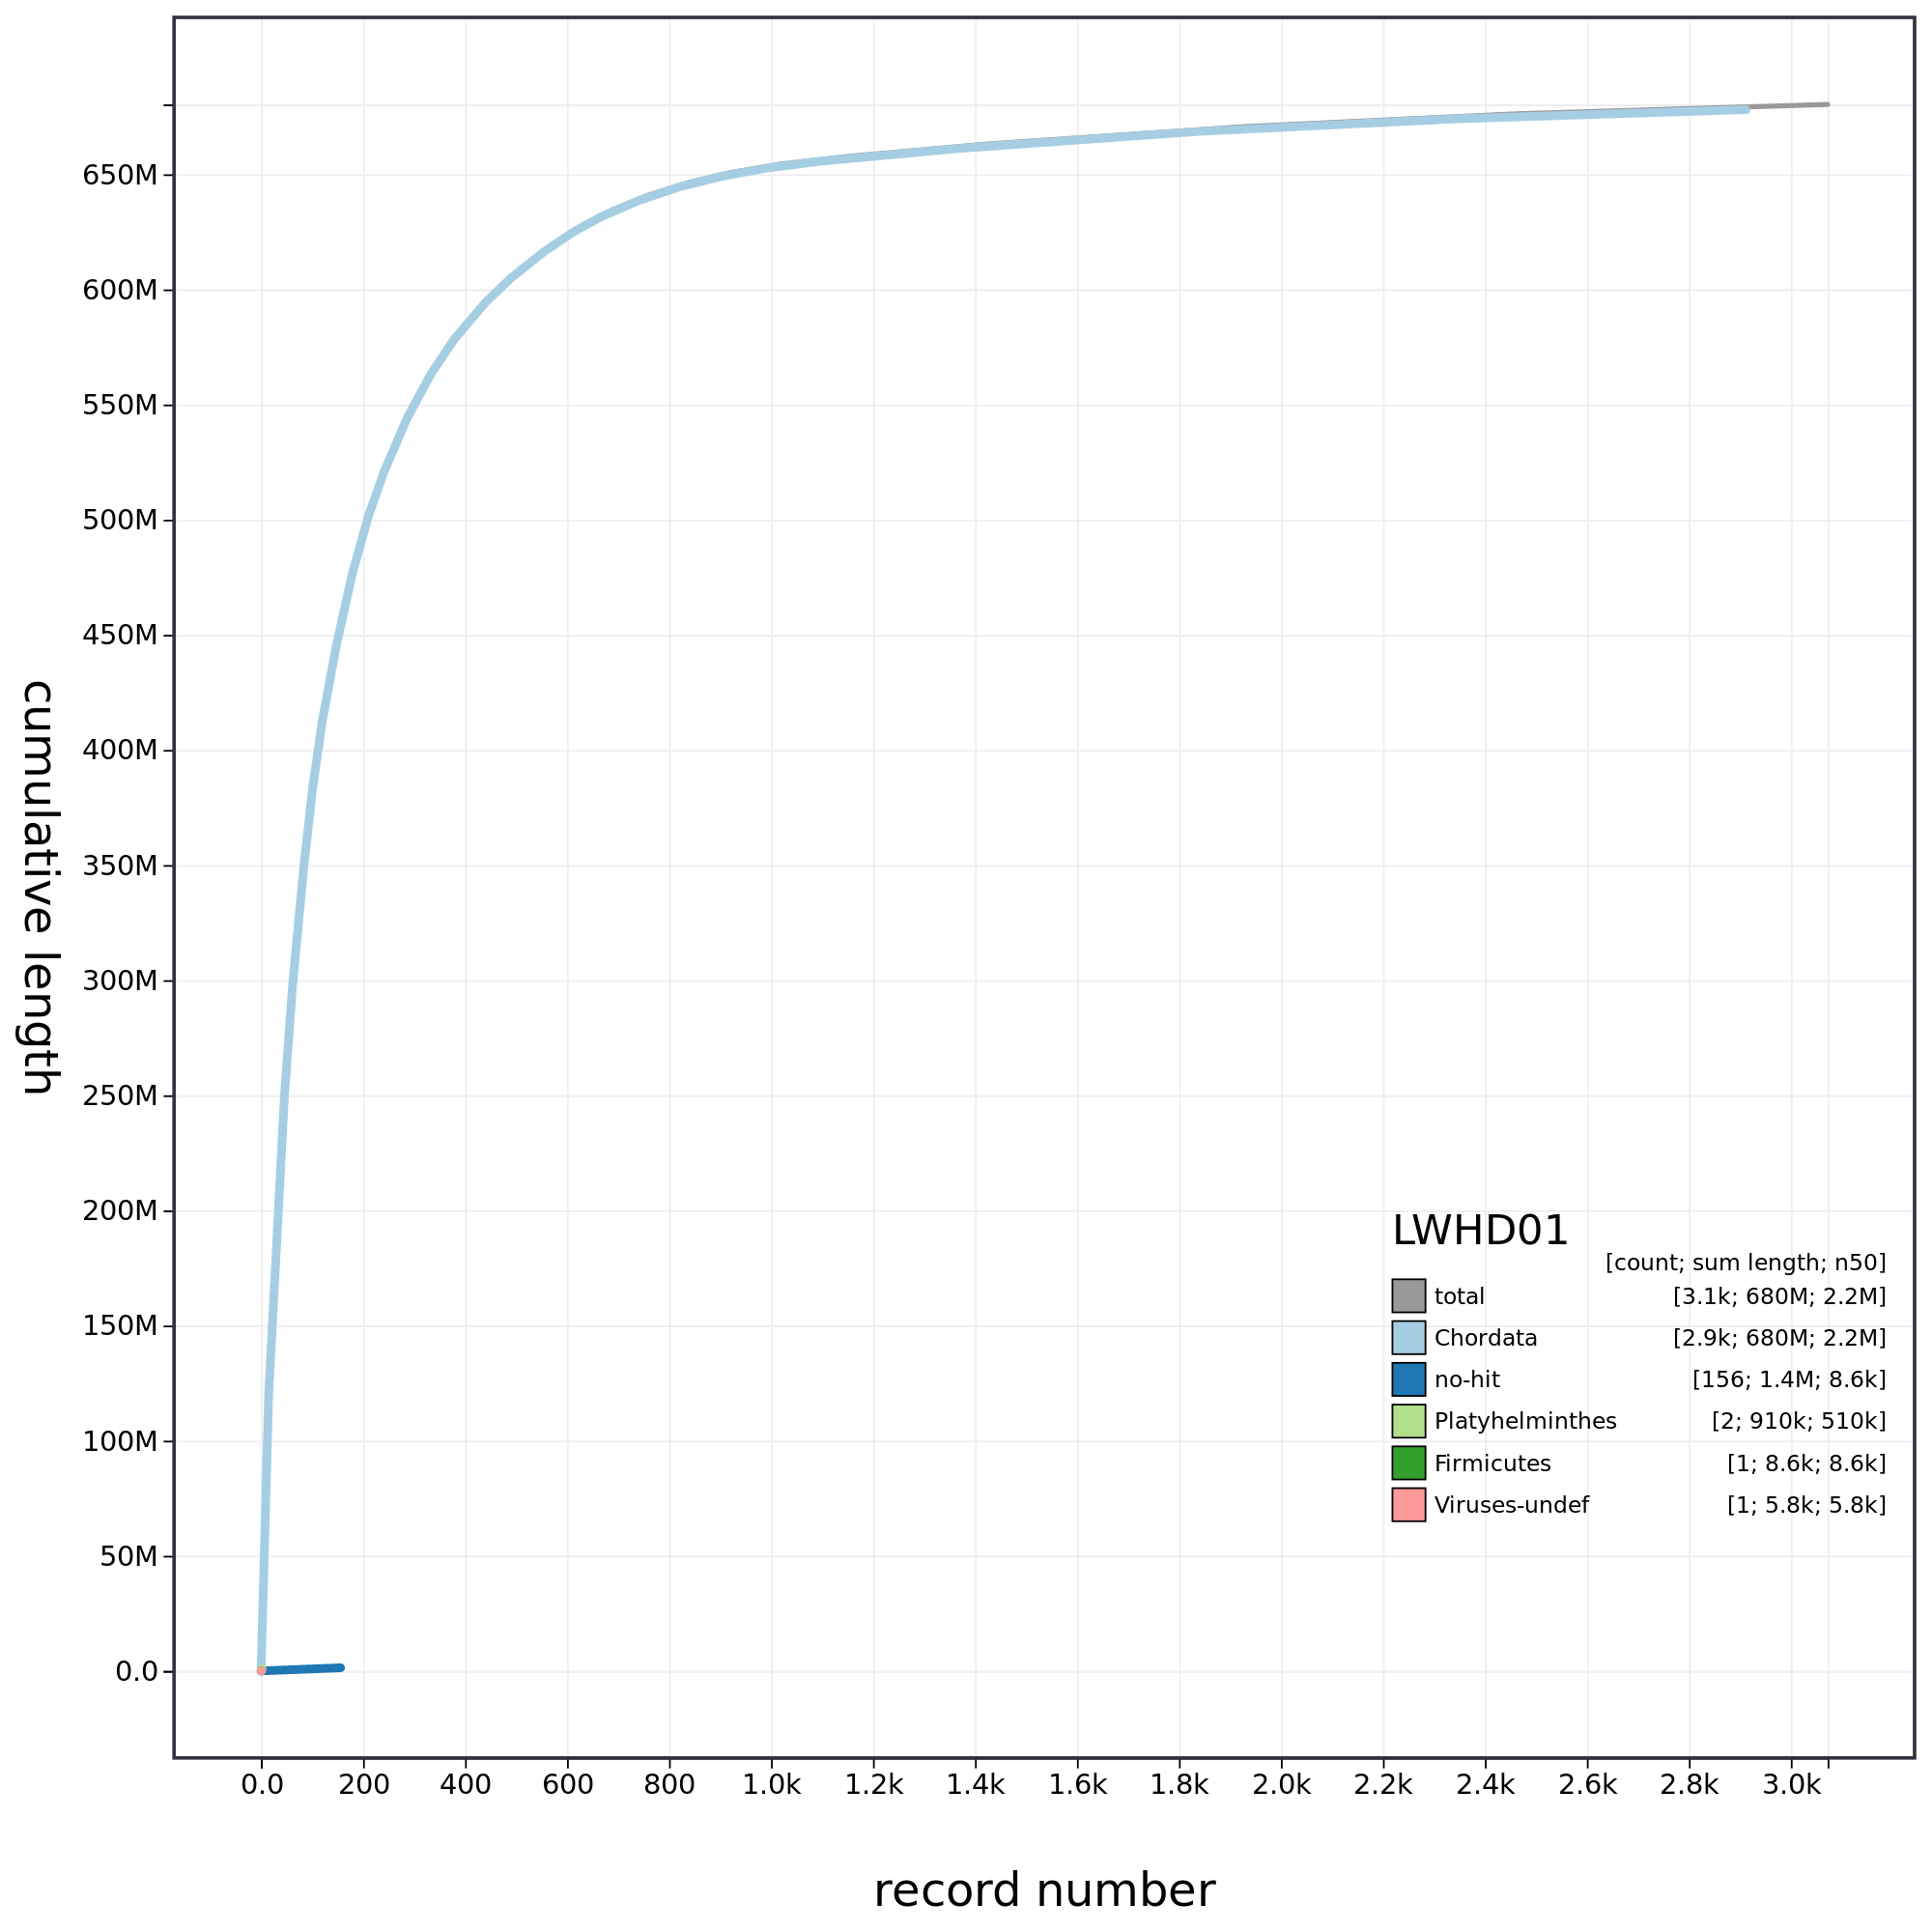 650M
600M
550M
500M
450M
400M
350M
300M
250M
200M
150M
100M
50M
0.0
cumulative length
LWHD01
[count; sum length; n50]
total [3.1k; 680M; 2.2M]
Chordata [2.9k; 680M; 2.2M]
no-hit [156; 1.4M; 8.6k]
Platyhelminthes [2; 910k; 510k]
Firmicutes [1; 8.6k; 8.6k]
Viruses-undef [1; 5.8k; 5.8k]
0.0 200 400 600 800 1.0k 1.2k 1.4k 1.6k 1.8k 2.0k 2.2k 2.4k 2.6k 2.8k 3.0k
record number